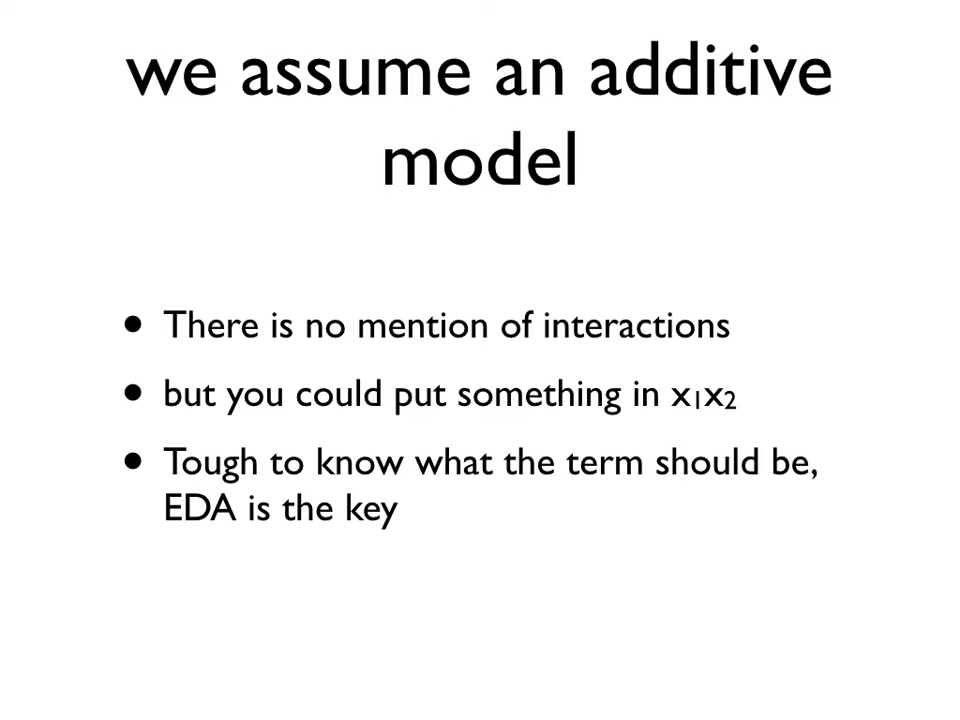 we assume an additive
model
• There is no mention of interactions
• but you could put something in x₁x₂
• Tough to know what the term should be,
EDA is the key